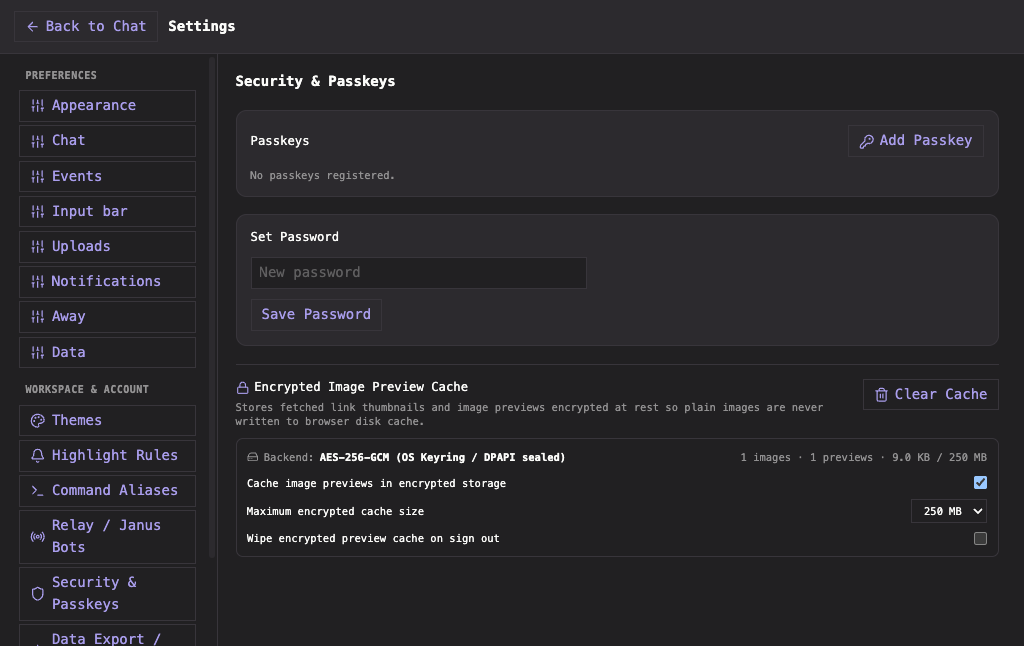 Back to Chat
Settings
PREFERENCES
Appearance
Chat
Events
Input bar
Uploads
Notifications
Away
Data
WORKSPACE & ACCOUNT
Themes
Highlight Rules
Command Aliases
Relay / Janus
Bots
Security &
Passkeys
Data Export /
Security & Passkeys
Passkeys
Add Passkey
No passkeys registered.
Set Password
New password
Save Password
Encrypted Image Preview Cache
Stores fetched link thumbnails and image previews encrypted at rest so plain images are never
written to browser disk cache.
Clear Cache
Backend: AES-256-GCM (OS Keyring / DPAPI sealed)
1 images · 1 previews · 9.0 KB / 250 MB
Cache image previews in encrypted storage
Maximum encrypted cache size
250 MB
Wipe encrypted preview cache on sign out